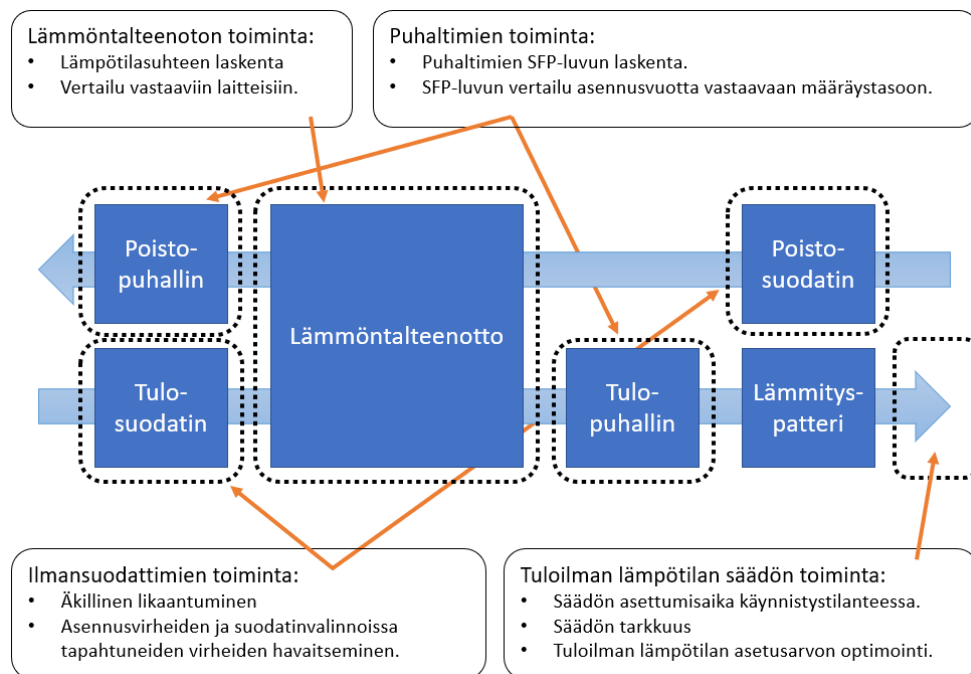 Lämmöntalteenoton toiminta:
• Lämpötilasuhteen laskenta
• Vertailu vastaaviin laitteisiin.
Puhaltimien toiminta:
• Puhaltimien SFP-luvun laskenta.
• SFP-luvun vertailu asennusvuotta vastaavaan määräystasoon.
Poisto-
puhallin
Lämmöntalteenotto
Poisto-
suodatin
Tulo-
suodatin
Tulo-
puhallin
Lämmitys-
patteri
Ilmansuodattimien toiminta:
• Äkillinen likaantuminen
• Asennusvirheiden ja suodatinvalinnoissa
tapahtuneiden virheiden havaitseminen.
Tuloilman lämpötilan säädön toiminta:
• Säädön asettumisaika käynnistystilanteessa.
• Säädön tarkkuus
• Tuloilman lämpötilan asetusarvon optimointi.